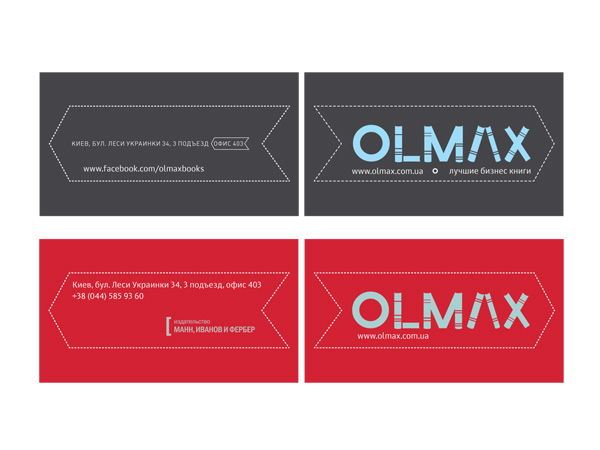 КИЕВ, БУЛ. ЛЕСИ УКРАИНКИ 34, 3 ПОДЪЕЗД ОФИС 403
www.facebook.com/olmaxbooks
OLMAX
www.olmax.com.ua лучшие бизнес книги
Киев, бул. Леси Украинки 34, 3 подъезд, офис 403
+38 (044) 585 93 60
издательство
МАНН, ИВАНОВ И ФЕРБЕР
OLMAX
www.olmax.com.ua